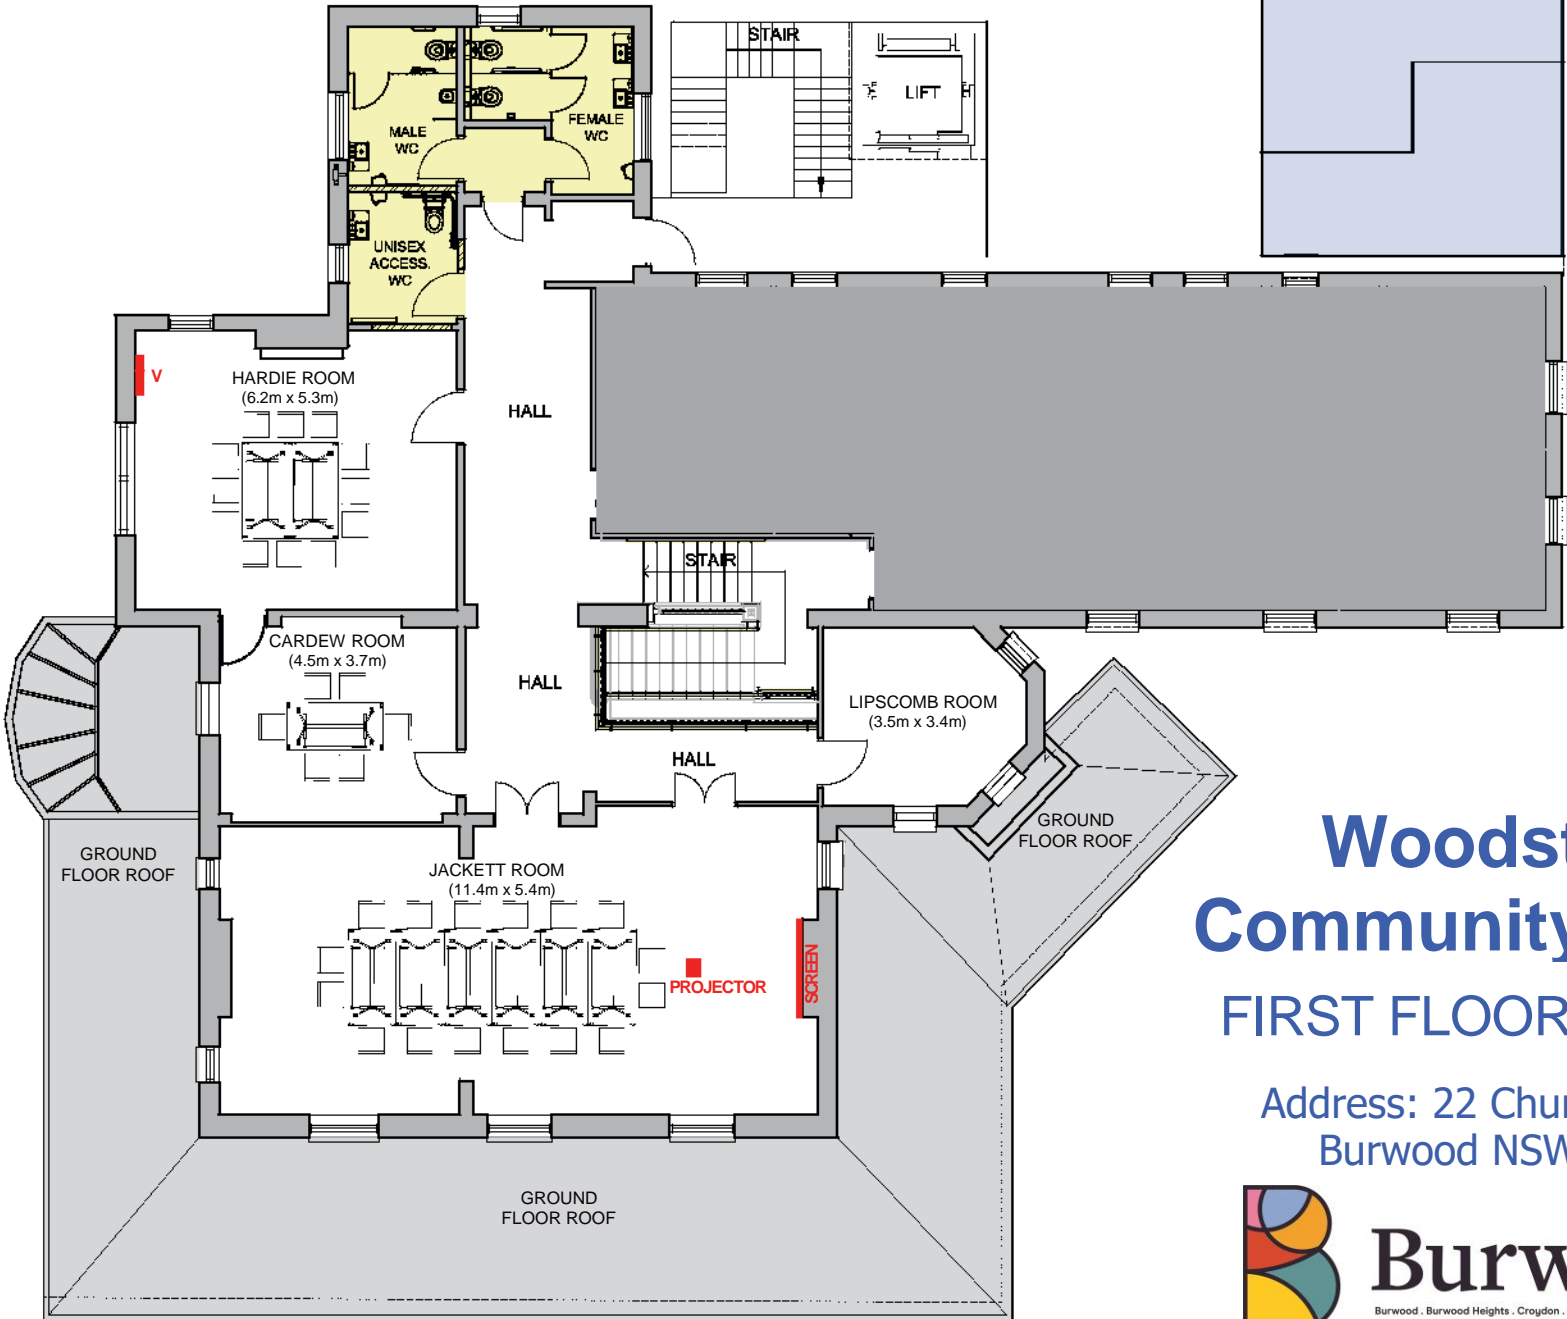 STAIR
LIFT
MALE
WC
FEMALE
WC
UNISEX
ACCESS.
WC
V
HARDIE ROOM
(6.2m x 5.3m)
HALL
STAIR
CARDEW ROOM
(4.5m x 3.7m)
HALL
LIPSCOMB ROOM
(3.5m x 3.4m)
HALL
GROUND
FLOOR ROOF
GROUND
FLOOR ROOF
JACKETT ROOM
(11.4m x 5.4m)
PROJECTOR
SCREEN
GROUND
FLOOR ROOF
Woodst
Community
FIRST FLOOR
Address: 22 Chur
Burwood NSW
Burw
Burwood . Burwood Heights . Croydon .